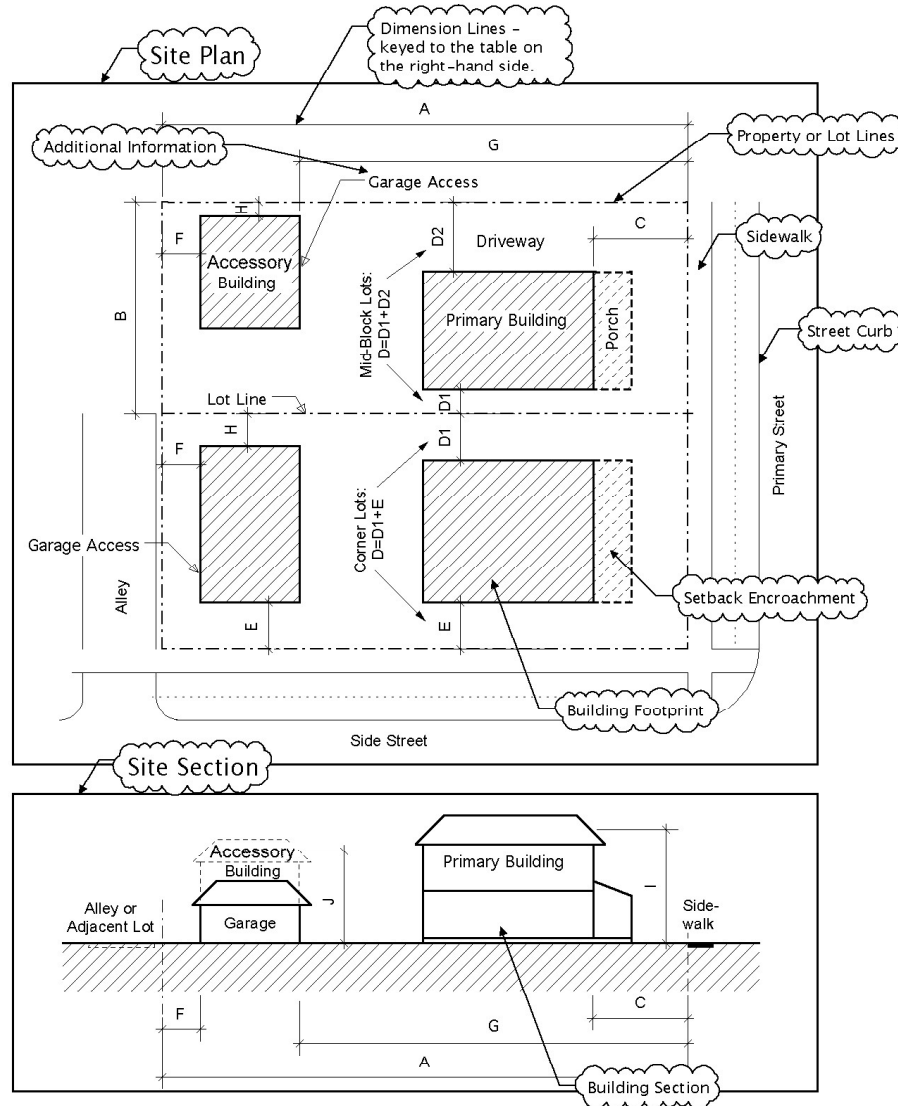 Site Plan
Dimension Lines –
keyed to the table on
the right-hand side.
A
Additional Information
G
Property or Lot Lines
Garage Access
H
F
Accessory
Building
D2
Driveway
C
Sidewalk
B
Mid-Block Lots:
D=D1+D2
Primary Building
Porch
Street Curb
Primary Street
D1
Lot Line
H
D1
F
Corner Lots:
D=D1+E
Garage Access
Alley
Setback Encroachment
E
E
Building Footprint
Side Street
Site Section
Accessory
Building
J
Primary Building
I
Alley or
Adjacent Lot
Garage
Side-
walk
F
C
G
A
Building Section